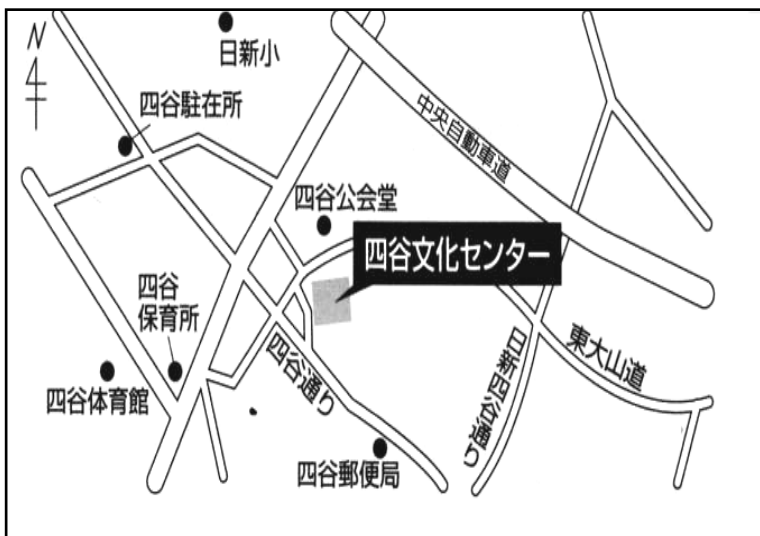 N
日新小
四谷駐在所
中央自動車道
四谷公会堂
四谷文化センター
四谷
保育所
四谷体育館
四谷通り
日新四谷通り
東大山道
四谷郵便局